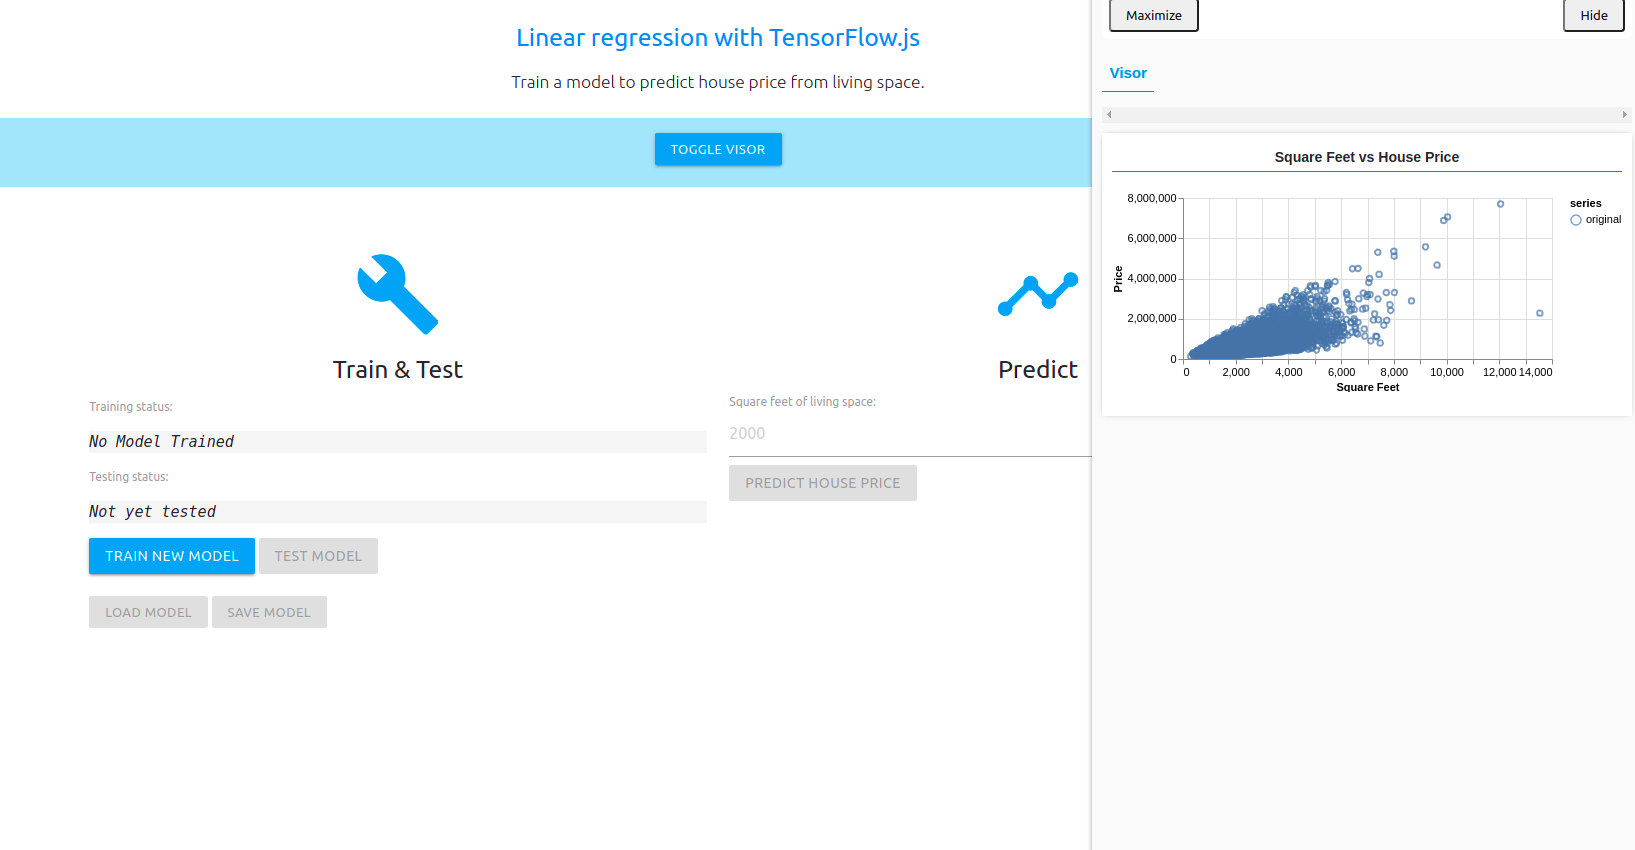 Linear regression with TensorFlow.js
Train a model to predict house price from living space.
TOGGLE VISOR
Train & Test
Training status:
No Model Trained
Testing status:
Not yet tested
TRAIN NEW MODEL TEST MODEL
LOAD MODEL SAVE MODEL
Predict
Square feet of living space:
2000
PREDICT HOUSE PRICE
Maximize Hide
Visor
Square Feet vs House Price
8,000,000
6,000,000
4,000,000
2,000,000
0
Price
0 2,000 4,000 6,000 8,000 10,000 12,000 14,000
Square Feet
series
original